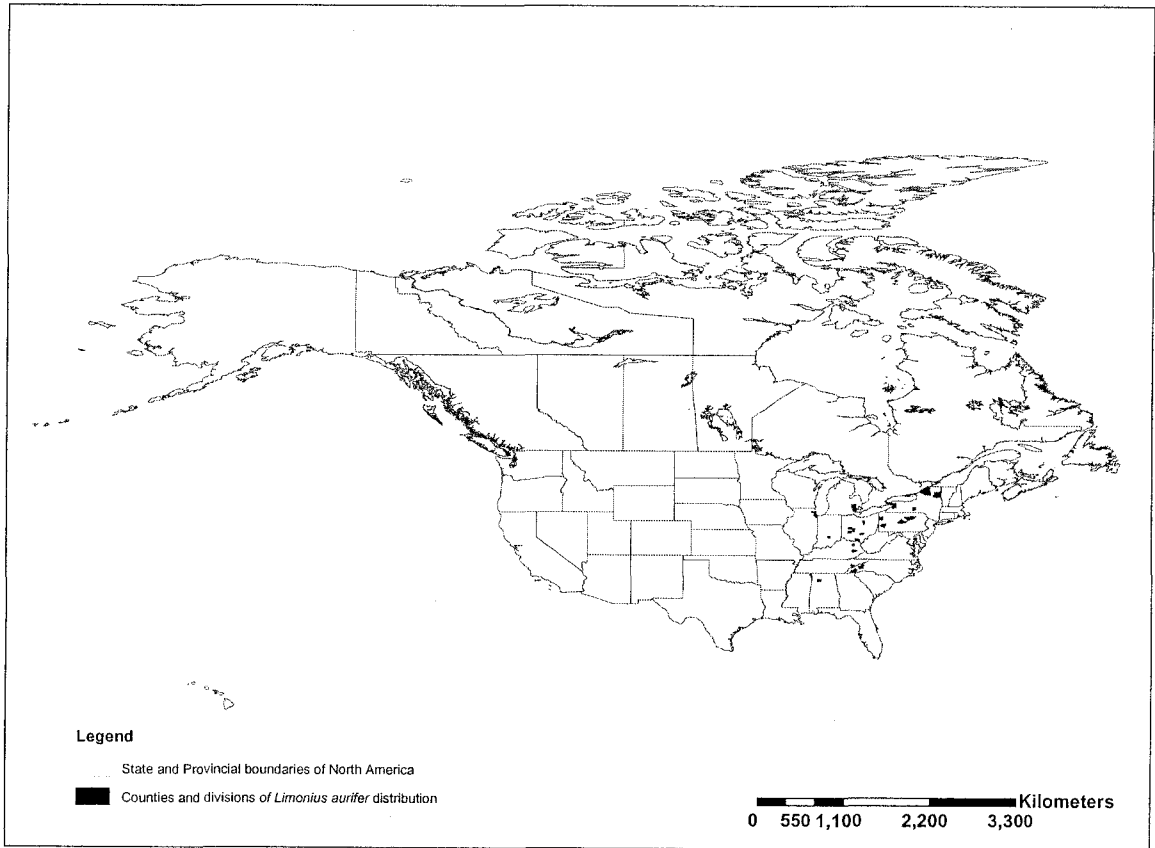 Legend
State and Provincial boundaries of North America
Counties and divisions of Limonius aurifer distribution
Kilometers
0 550 1,100 2,200 3,300